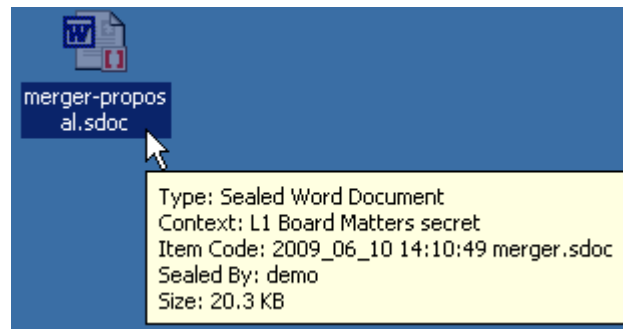 merger-propos
al.sdoc
Type: Sealed Word Document
Context: L1 Board Matters secret
Item Code: 2009_06_10 14:10:49 merger.sdoc
Sealed By: demo
Size: 20.3 KB